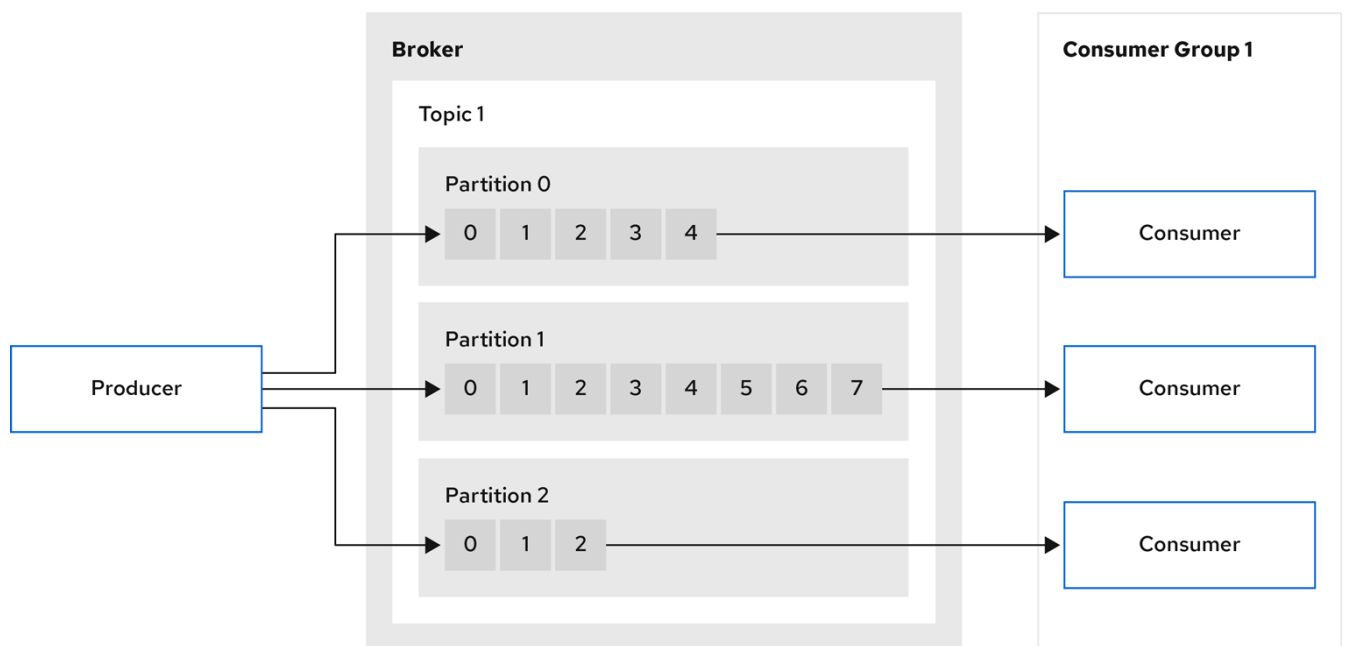 Broker
Consumer Group 1
Topic 1
Partition 0
0 1 2 3 4
Consumer
Partition 1
Producer
0 1 2 3 4 5 6 7
Consumer
Partition 2
0 1 2
Consumer